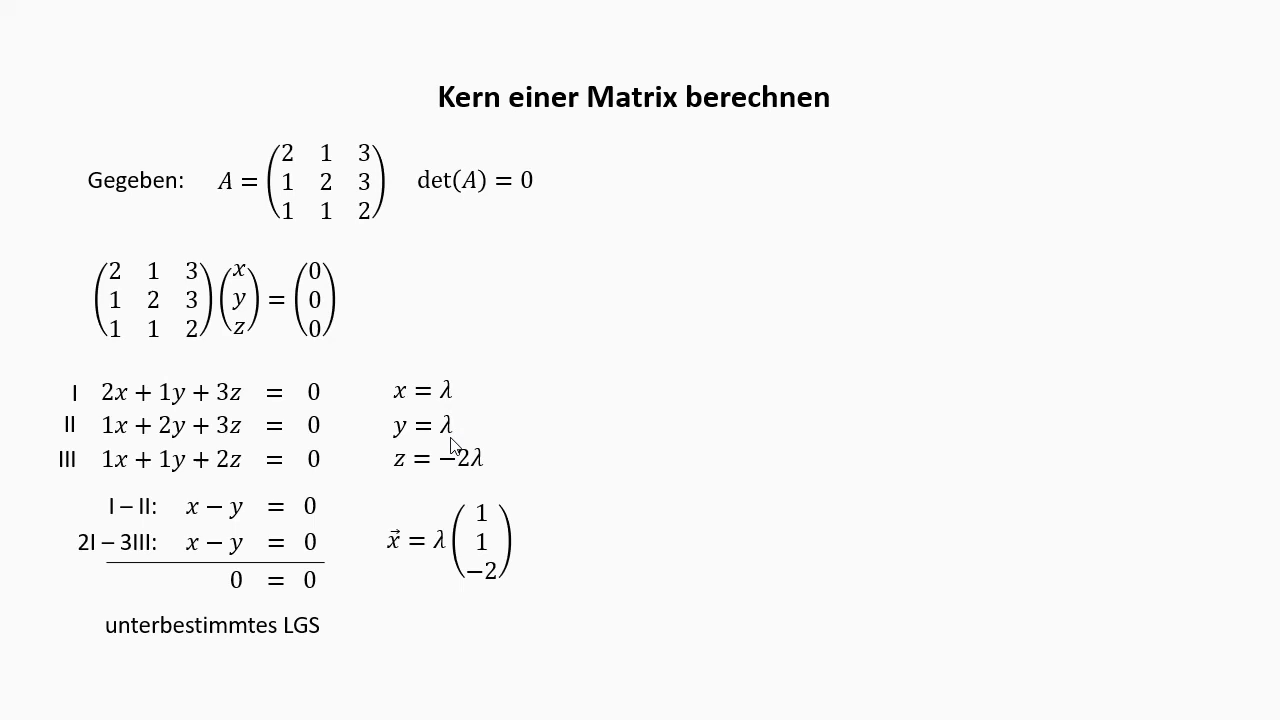 Kern einer Matrix berechnen
Gegeben: A = (2 1 3
1 2 3
1 1 2) det(A) = 0
(2 1 3
1 2 3
1 1 2) (x
y
z) = (0
0
0)
I 2x + 1y + 3z = 0
II 1x + 2y + 3z = 0
III 1x + 1y + 2z = 0
I – II: x − y = 0
2I – 3III: x − y = 0
0 = 0
unterbestimmtes LGS
x = λ
y = λ
z = −2λ
x⃗ = λ (1
1
−2)